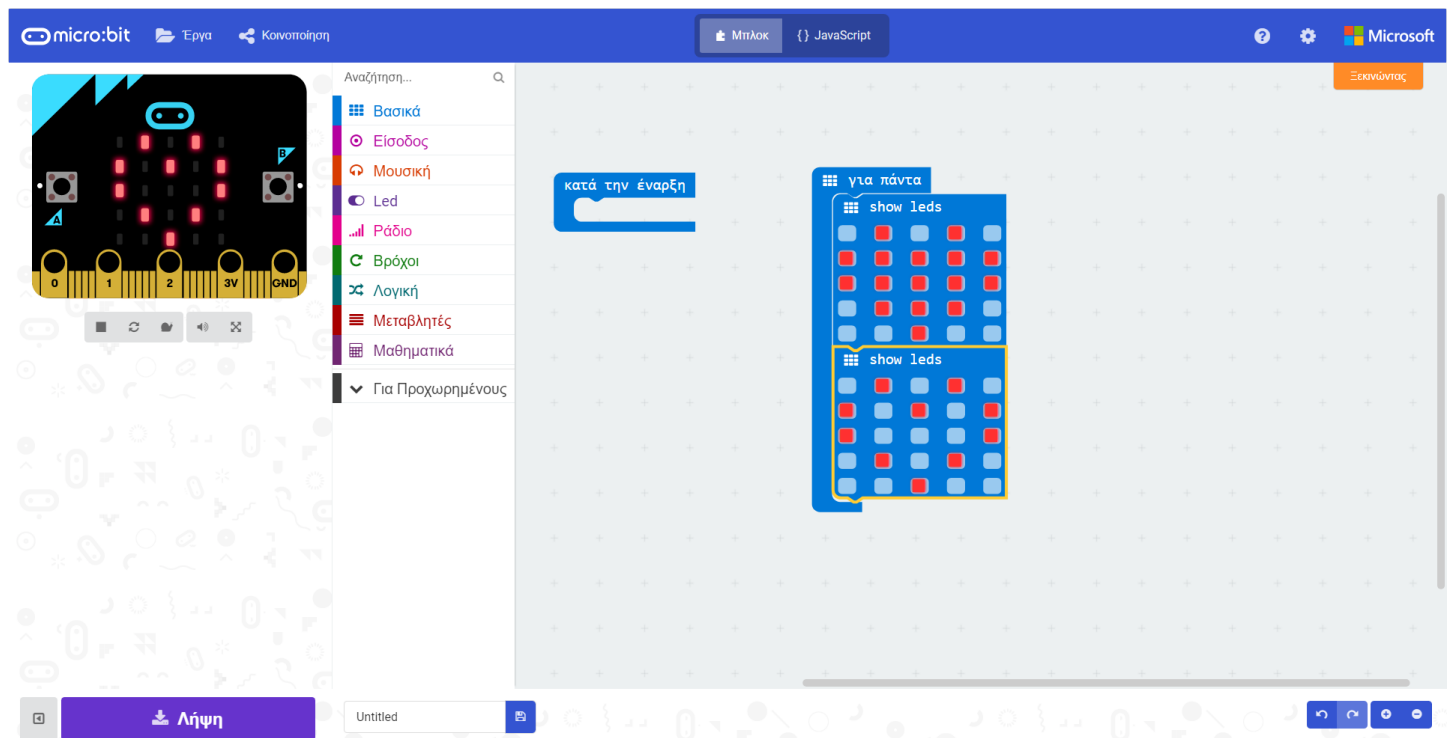 micro:bit
Έργα
Κοινοποίηση
Μπλοκ
{} JavaScript
Microsoft
Ξεκινώντας
Αναζήτηση...
Βασικά
Είσοδος
Μουσική
Led
Ράδιο
Βρόχοι
Λογική
Μεταβλητές
Μαθηματικά
Για Προχωρημένους
A
B
0 1 2 3V GND
κατά την έναρξη
για πάντα
show leds
show leds
Λήψη
Untitled